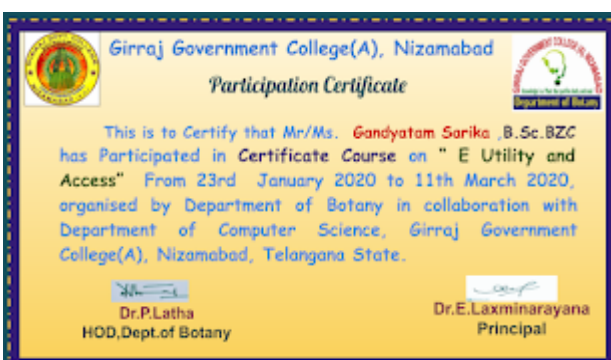 Girraj Government College(A), Nizamabad
Participation Certificate
This is to Certify that Mr/Ms. Gandyatam Sarika ,B.Sc.BZC
has Participated in Certificate Course on " E Utility and
Access" From 23rd January 2020 to 11th March 2020,
organised by Department of Botany in collaboration with
Department of Computer Science, Girraj Government
College(A), Nizamabad, Telangana State.
Department of Botany
Dr.P.Latha
HOD,Dept.of Botany
Dr.E.Laxminarayana
Principal